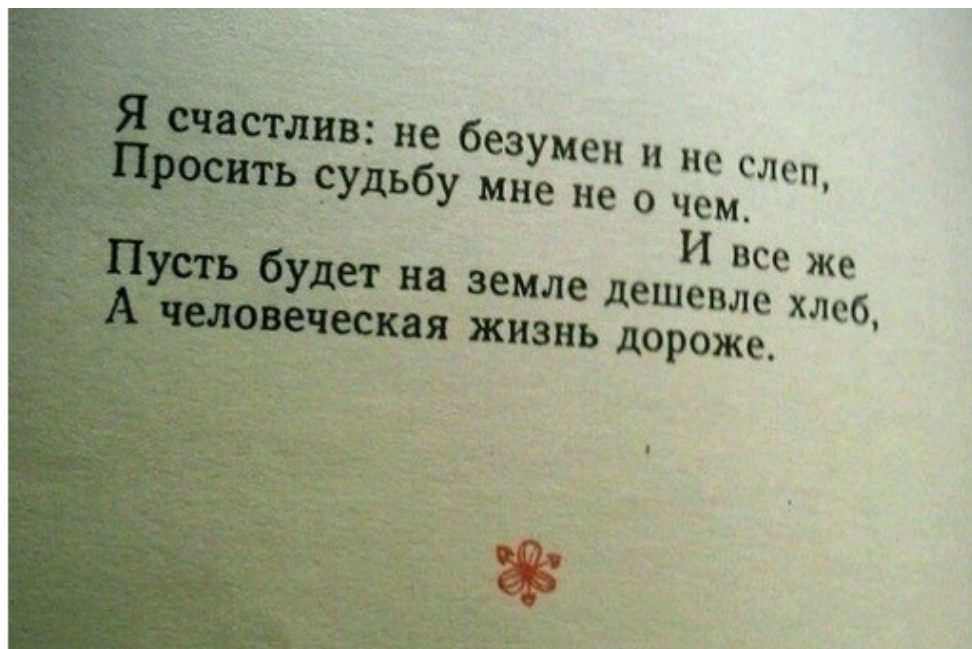 Я счастлив: не безумен и не слеп,
Просить судьбу мне не о чем.
И все же
Пусть будет на земле дешевле хлеб,
А человеческая жизнь дороже.